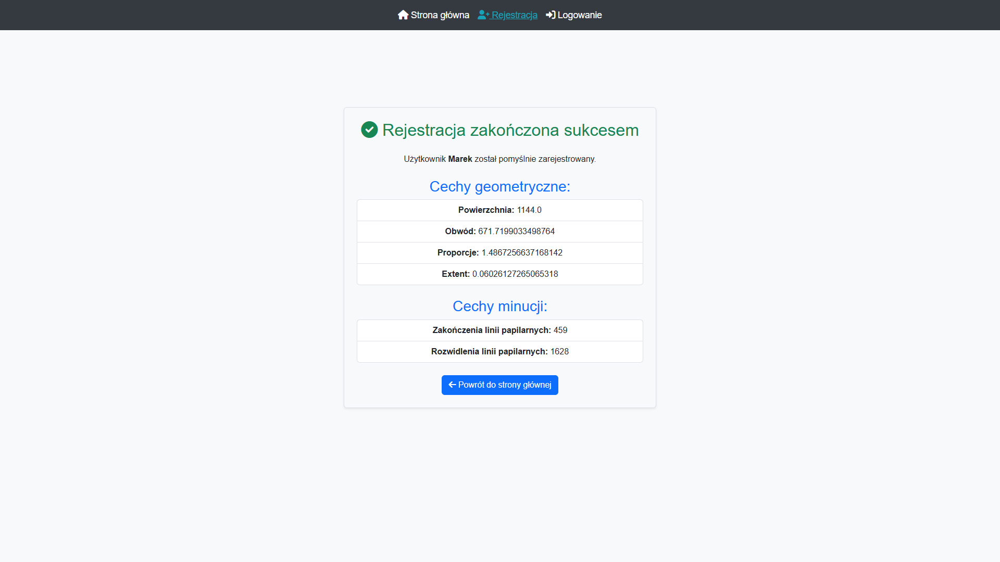 Strona główna Rejestracja Logowanie
Rejestracja zakończona sukcesem
Użytkownik Marek został pomyślnie zarejestrowany.
Cechy geometryczne:
Powierzchnia: 1144.0
Obwód: 671.7199033498764
Proporcje: 1.4867256637168142
Extent: 0.06026127265065318
Cechy minucji:
Zakończenia linii papilarnych: 459
Rozwidlenia linii papilarnych: 1628
Powrót do strony głównej